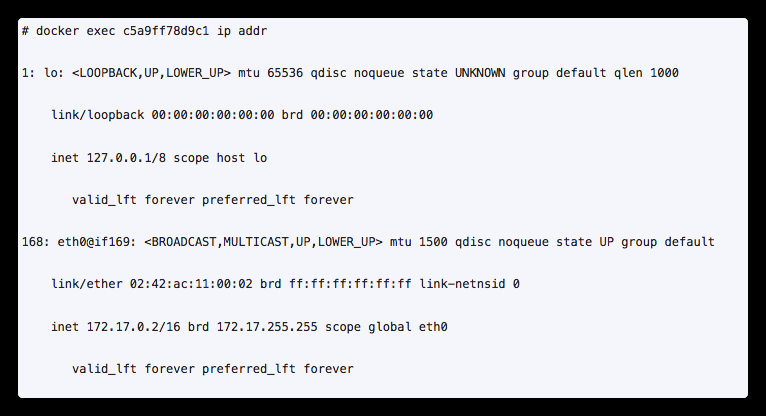 # docker exec c5a9ff78d9c1 ip addr
1: lo: <LOOPBACK,UP,LOWER_UP> mtu 65536 qdisc noqueue state UNKNOWN group default qlen 1000
link/loopback 00:00:00:00:00:00 brd 00:00:00:00:00:00
inet 127.0.0.1/8 scope host lo
valid_lft forever preferred_lft forever
168: eth0@if169: <BROADCAST,MULTICAST,UP,LOWER_UP> mtu 1500 qdisc noqueue state UP group default
link/ether 02:42:ac:11:00:02 brd ff:ff:ff:ff:ff:ff link-netnsid 0
inet 172.17.0.2/16 brd 172.17.255.255 scope global eth0
valid_lft forever preferred_lft forever